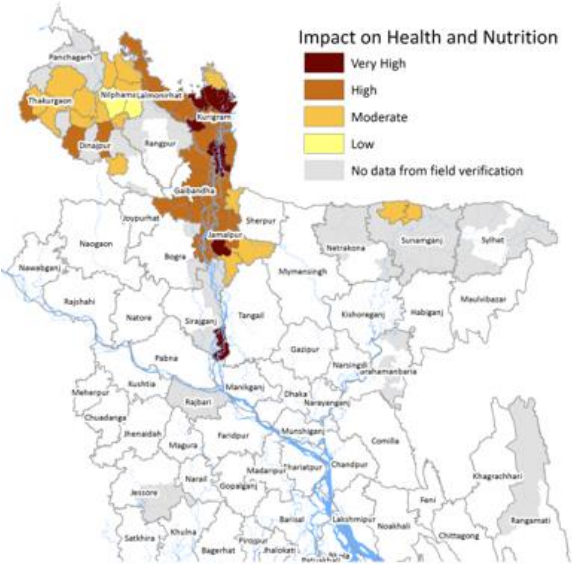 Impact on Health and Nutrition
Very High
High
Moderate
Low
No data from field verification
Panchagarh
Thakurgaon
Nilphamari
Lalmonirhat
Kurigram
Dinajpur
Rangpur
Gaibandha
Joypurhat
Jamalpur
Sherpur
Netrakona
Sunamganj
Sylhet
Naogaon
Bogra
Mymensingh
Nawabganj
Rajshahi
Natore
Sirajganj
Tangail
Kishoreganj
Habiganj
Maulvibazar
Pabna
Gazipur
Narsingdi
arahamanbaria
Kushtia
Manikganj
Dhaka
Narayanganj
Meherpur
Rajbari
Chuadanga
Jhenaidah
Magura
Faridpur
Munshiganj
Comilla
Narail
Madaripur
Shariatpur
Chandpur
Khagrachhari
Jessore
Gopalganj
Feni
Barisal
Lakshmipur
Noakhali
Rangamati
Satkhira
Khulna
Bagerhat
Pirojpur
Jhalokati
Chittagong